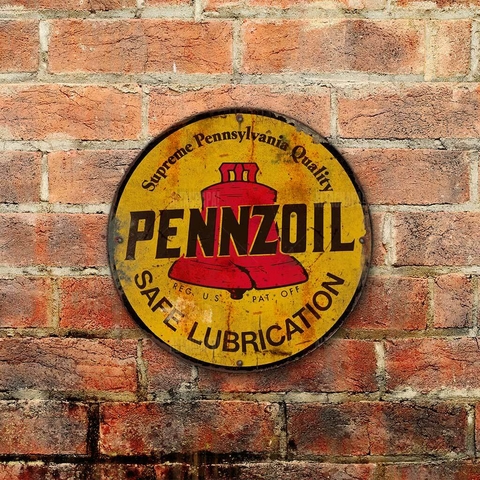 Supreme Pennsylvania Quality
PENNZOIL
REG. U.S. PAT. OFF.
SAFE LUBRICATION